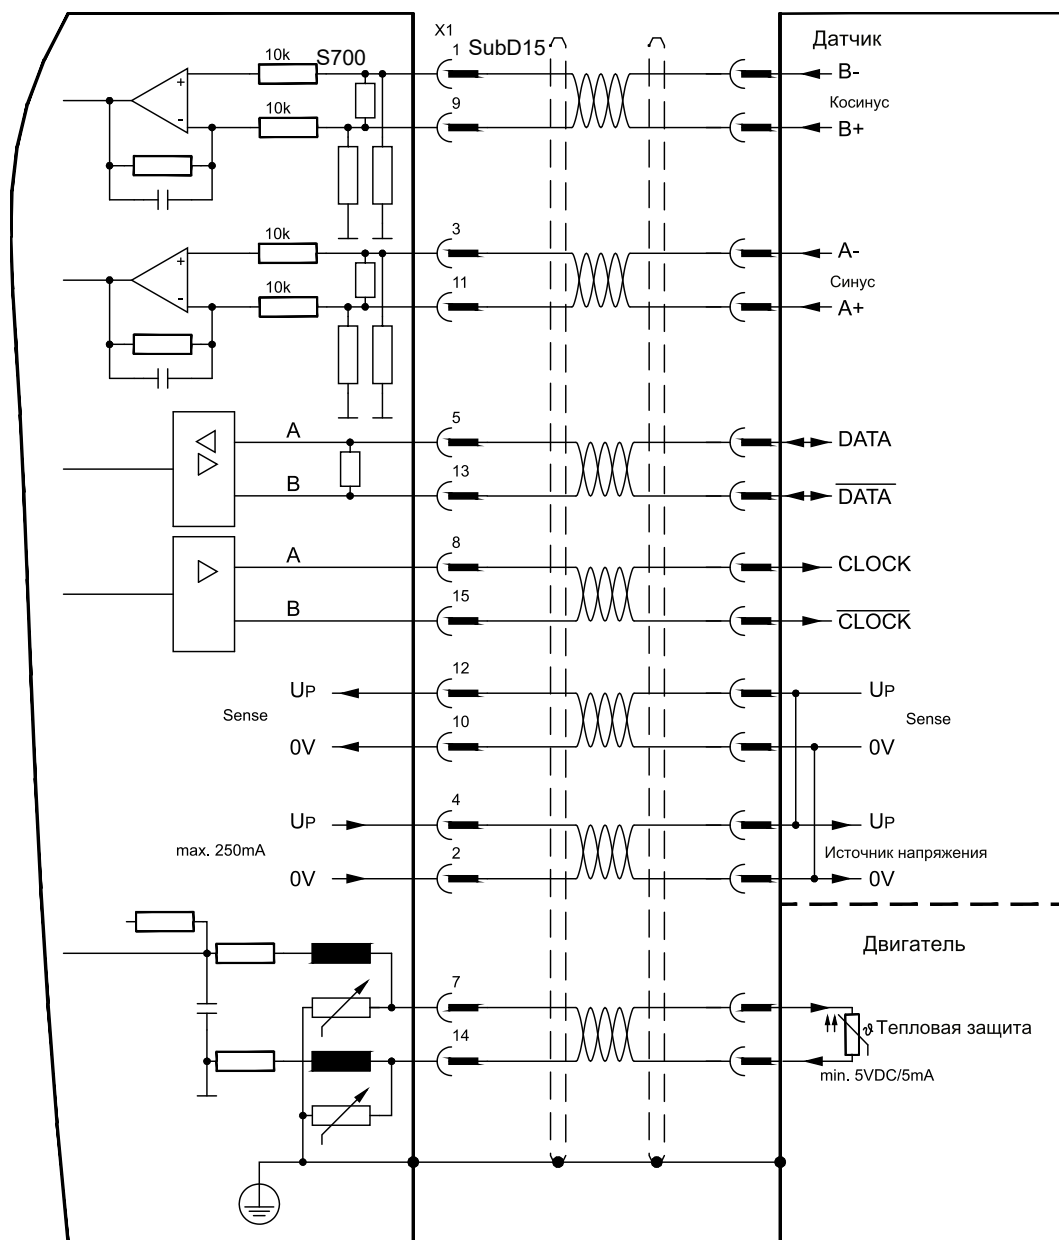 X1
Датчик
10k
S700
1
SubD15
B-
+
Косинус
10k
9
B+
-
10k
3
A-
+
Синус
10k
11
A+
-
A
5
DATA
B
13
DATA
A
8
CLOCK
B
15
CLOCK
UP
12
UP
Sense
Sense
0V
10
0V
UP
4
UP
max. 250mA
Источник напряжения
0V
2
0V
Двигатель
7
ϑ Тепловая защита
14
min. 5VDC/5mA